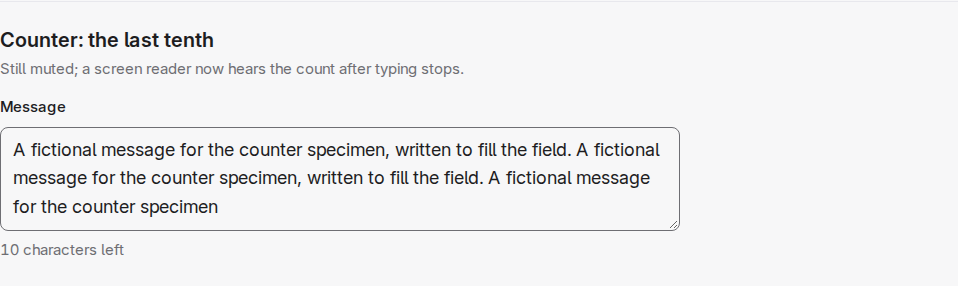 Counter: the last tenth
Still muted; a screen reader now hears the count after typing stops.
Message
A fictional message for the counter specimen, written to fill the field. A fictional
message for the counter specimen, written to fill the field. A fictional message
for the counter specimen
10 characters left